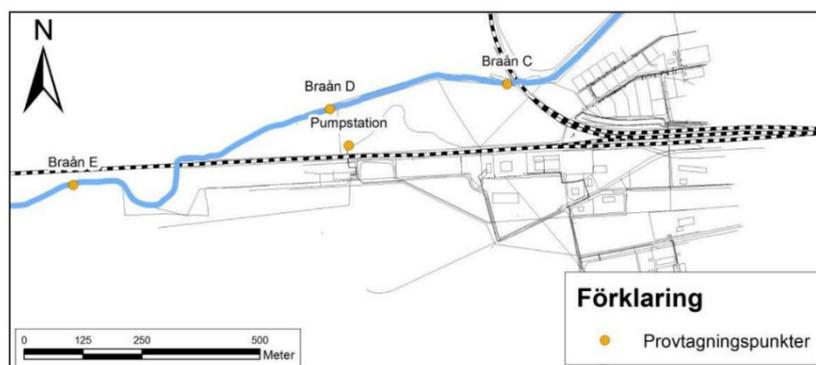 N
Braån C
Braån D
Pumpstation
Braån E
Förklaring
Provtagningspunkter
0 125 250 500
Meter